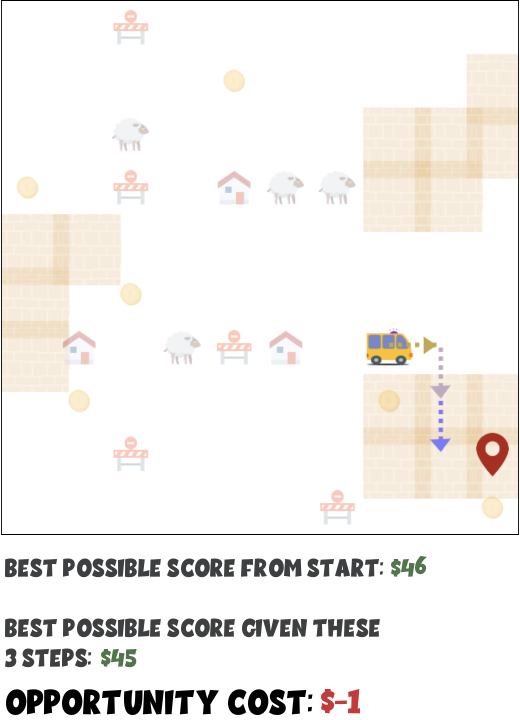 BEST POSSIBLE SCORE FROM START: $46
BEST POSSIBLE SCORE GIVEN THESE
3 STEPS: $45
OPPORTUNITY COST: $-1